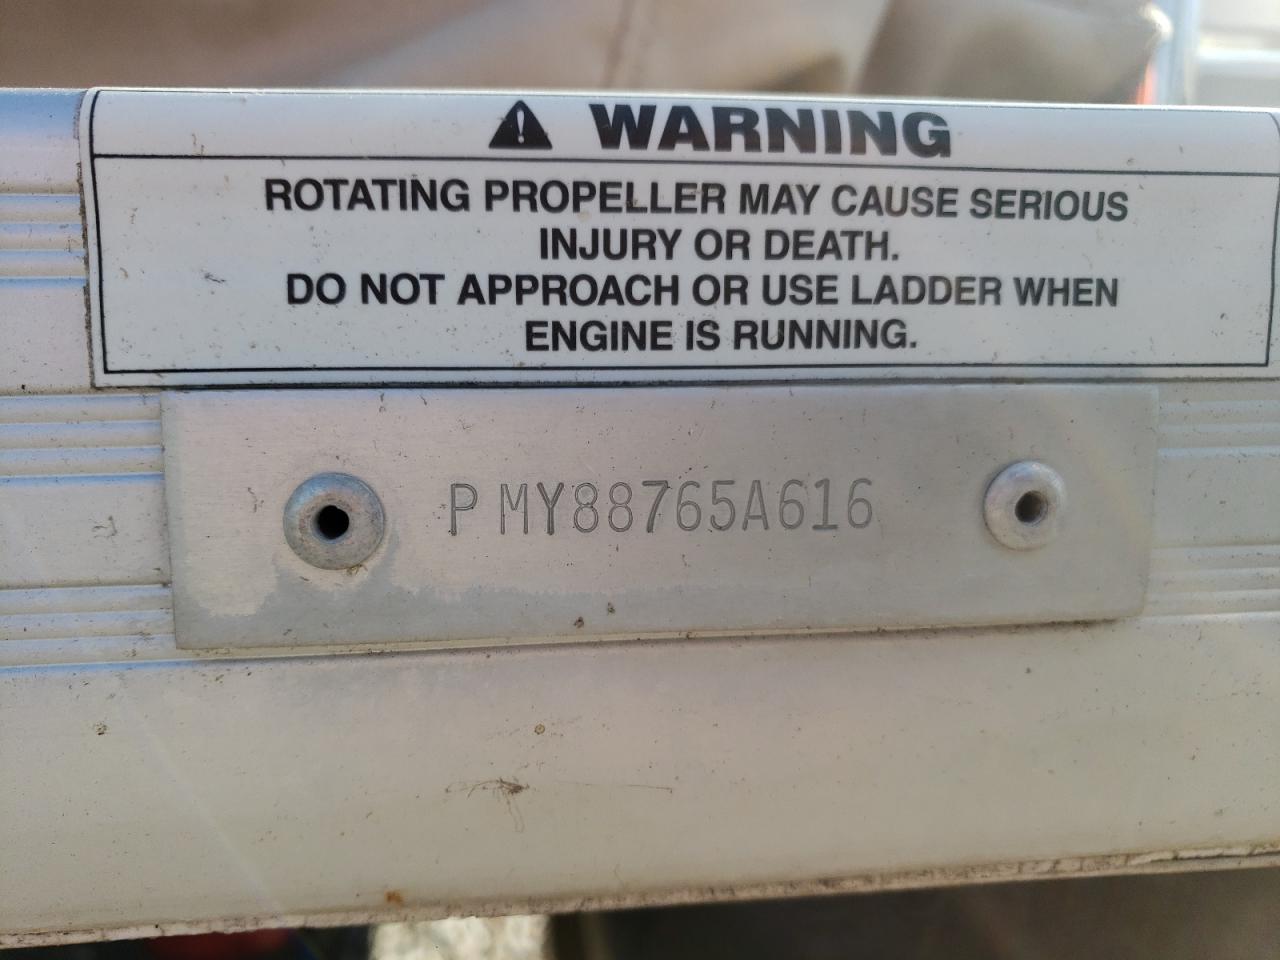 WARNING
ROTATING PROPELLER MAY CAUSE SERIOUS
INJURY OR DEATH.
DO NOT APPROACH OR USE LADDER WHEN
ENGINE IS RUNNING.
P MY88765A616